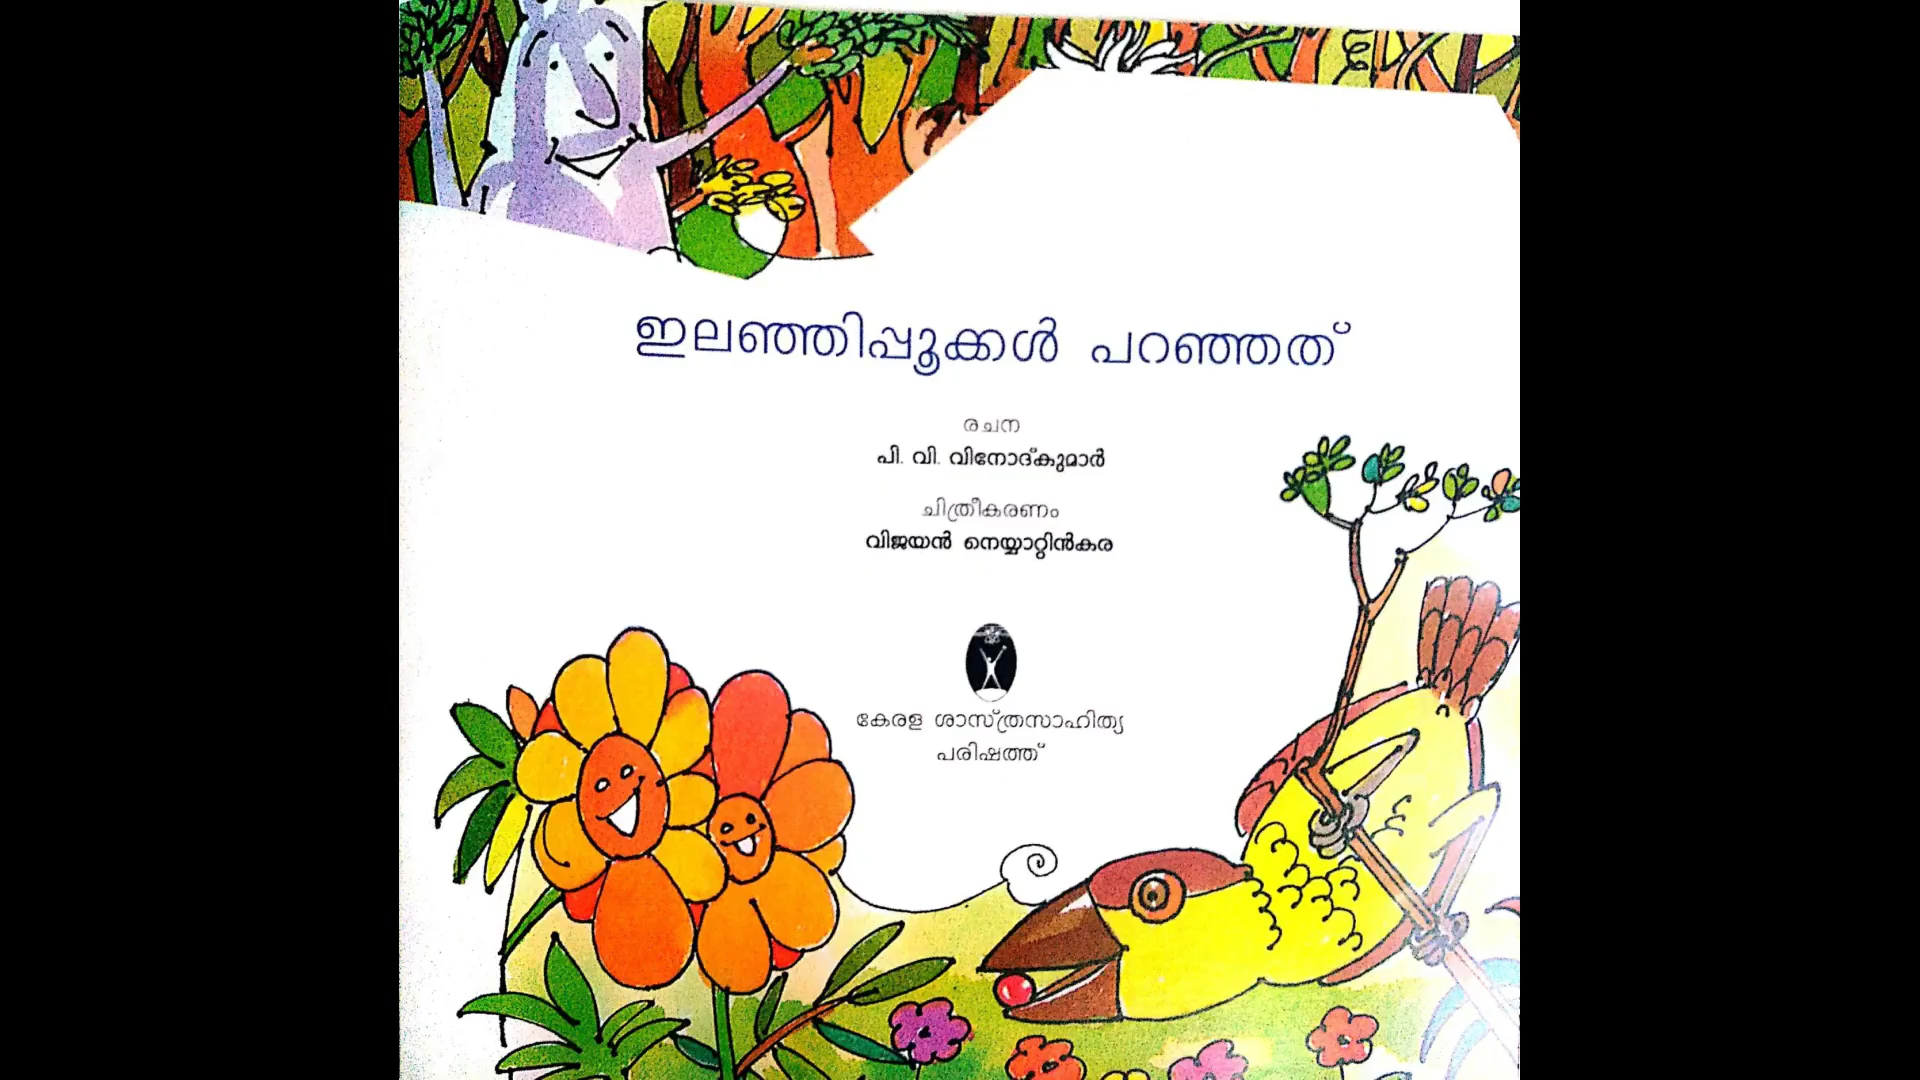 ഇലഞ്ഞിപ്പൂക്കൾ പറഞ്ഞത്
രചന
പി. വി. വിനോദ്കുമാർ
ചിത്രീകരണം
വിജയൻ നെയ്യാറ്റിൻകര
കേരള ശാസ്ത്രസാഹിത്യ
പരിഷത്ത്